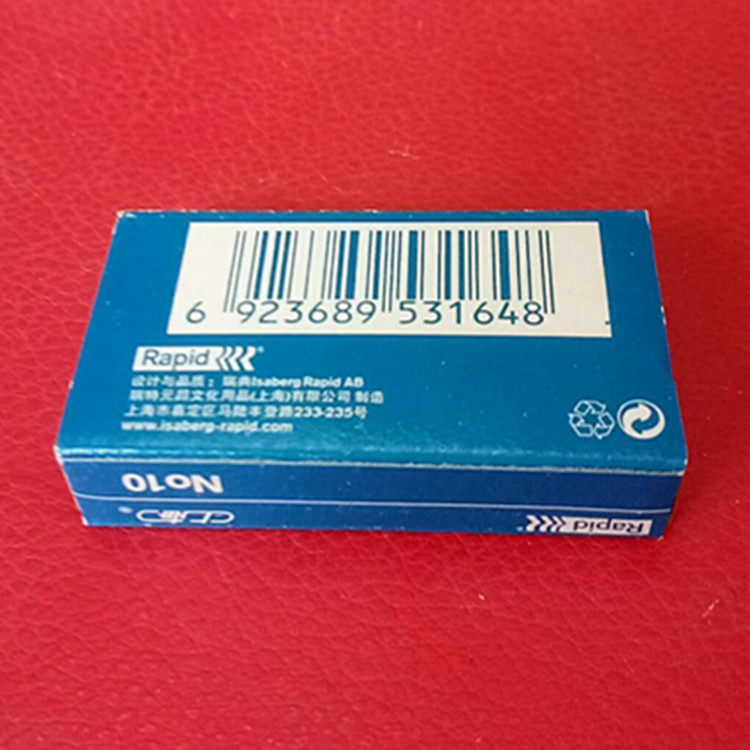 6 923689 531648
Rapid®
设计与品质：瑞典Isaberg Rapid AB
瑞特元昌文化用品(上海)有限公司 制造
上海市嘉定区马陆丰登路233-235号
www.isaberg-rapid.com
No10
上海®
Rapid